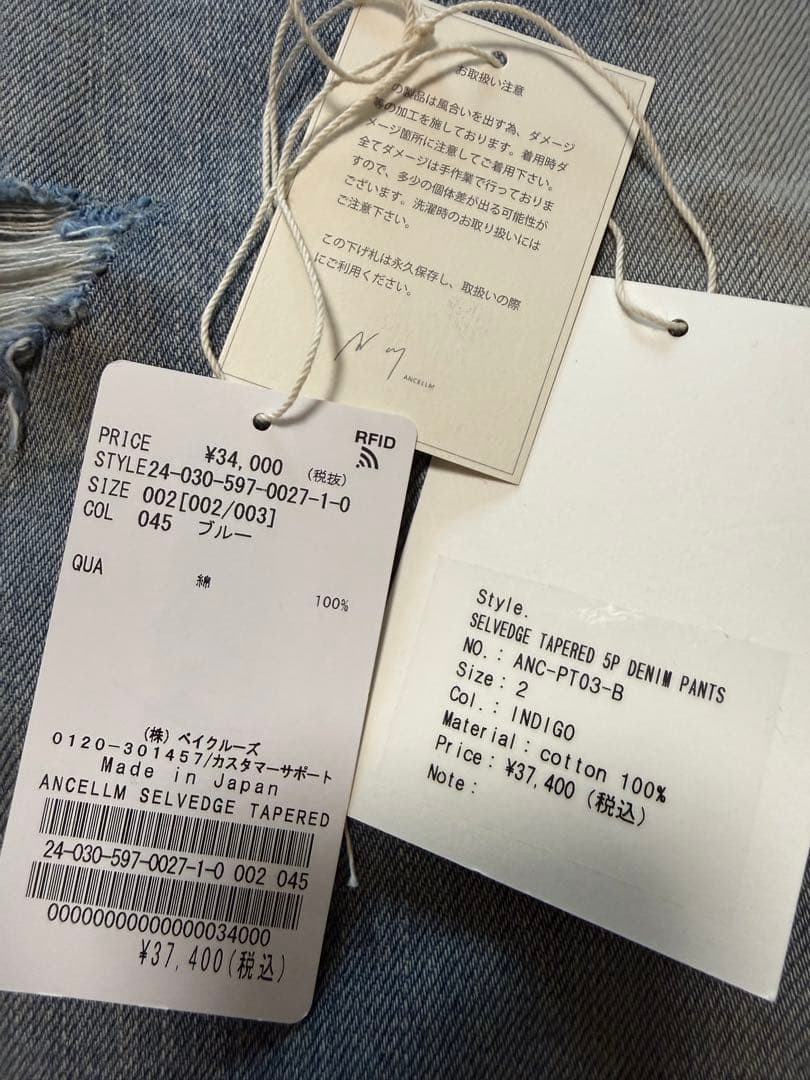 お取扱い注意
の製品は風合いを出す為、ダメージ
等の加工を施しております。着用時ダ
メージ箇所に注意してご着用下さい。
全てダメージは手作業で行っておりま
すので、多少の個体差が出る可能性が
ございます。洗濯時のお取り扱いには
ご注意下さい。
この下げ札は永久保存し、取扱いの際
にご利用ください。
ANCELLM
RFID
PRICE ¥34,000 (税抜)
STYLE24-030-597-0027-1-0
SIZE 002[002/003]
COL 045 ブルー
QUA 綿 100%
(株) ベイクルーズ
0120-301457/カスタマーサポート
Made in Japan
ANCELLM SELVEDGE TAPERED
24-030-597-0027-1-0 002 045
00000000000000034000
¥37,400(税込)
Style.
SELVEDGE TAPERED 5P DENIM PANTS
NO.: ANC-PT03-B
Size: 2
Col.: INDIGO
Material: cotton 100%
Price: ¥37,400 (税込)
Note: